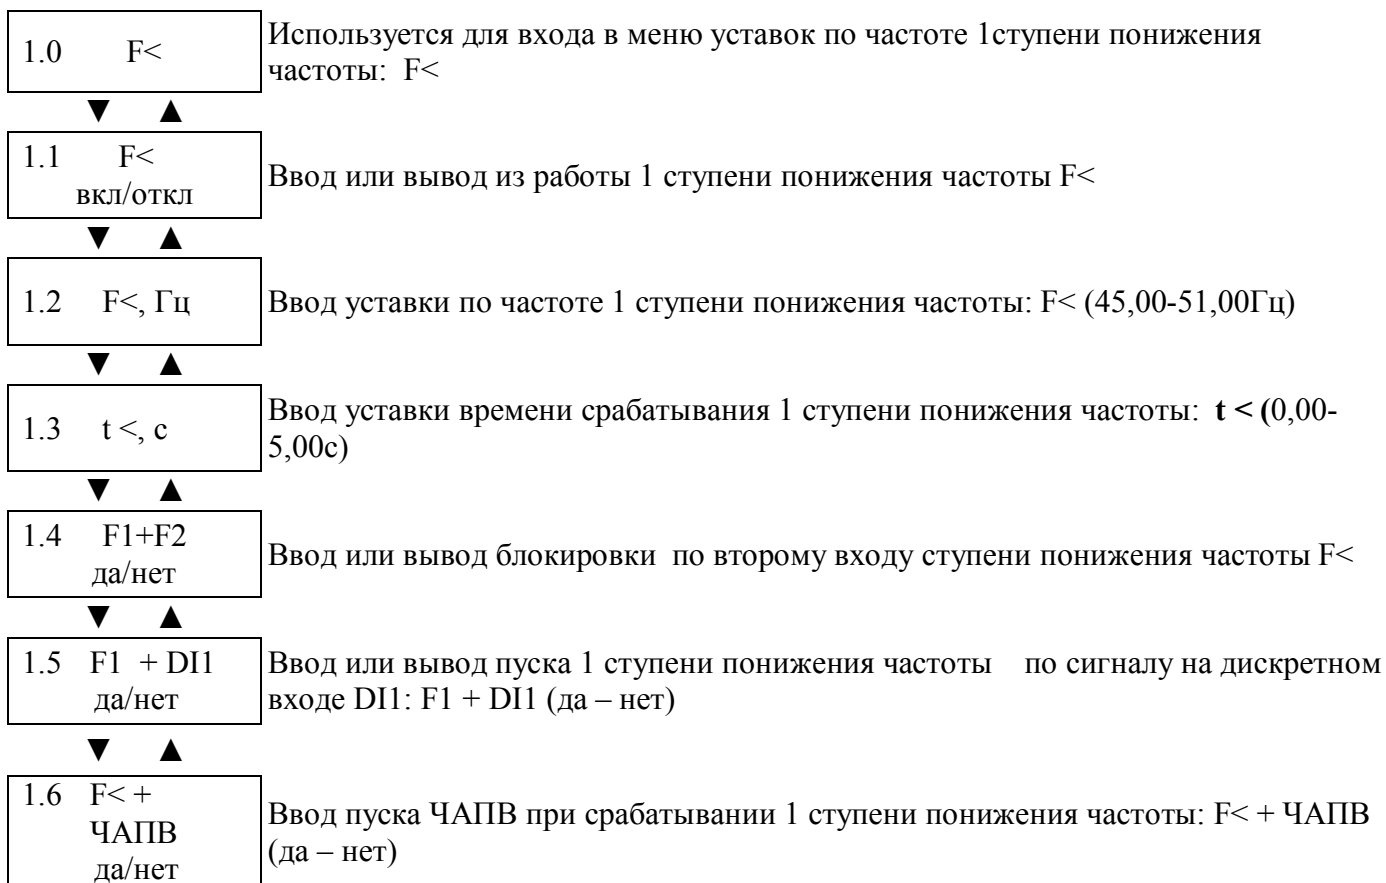 1.0 F<
Используется для входа в меню уставок по частоте 1ступени понижения
частоты: F<
▼ ▲
1.1 F<
вкл/откл
Ввод или вывод из работы 1 ступени понижения частоты F<
▼ ▲
1.2 F<, Гц
Ввод уставки по частоте 1 ступени понижения частоты: F< (45,00-51,00Гц)
▼ ▲
1.3 t <, с
Ввод уставки времени срабатывания 1 ступени понижения частоты: t < (0,00-
5,00с)
▼ ▲
1.4 F1+F2
да/нет
Ввод или вывод блокировки по второму входу ступени понижения частоты F<
▼ ▲
1.5 F1 + DI1
да/нет
Ввод или вывод пуска 1 ступени понижения частоты по сигналу на дискретном
входе DI1: F1 + DI1 (да – нет)
▼ ▲
1.6 F< +
ЧАПВ
да/нет
Ввод пуска ЧАПВ при срабатывании 1 ступени понижения частоты: F< + ЧАПВ
(да – нет)